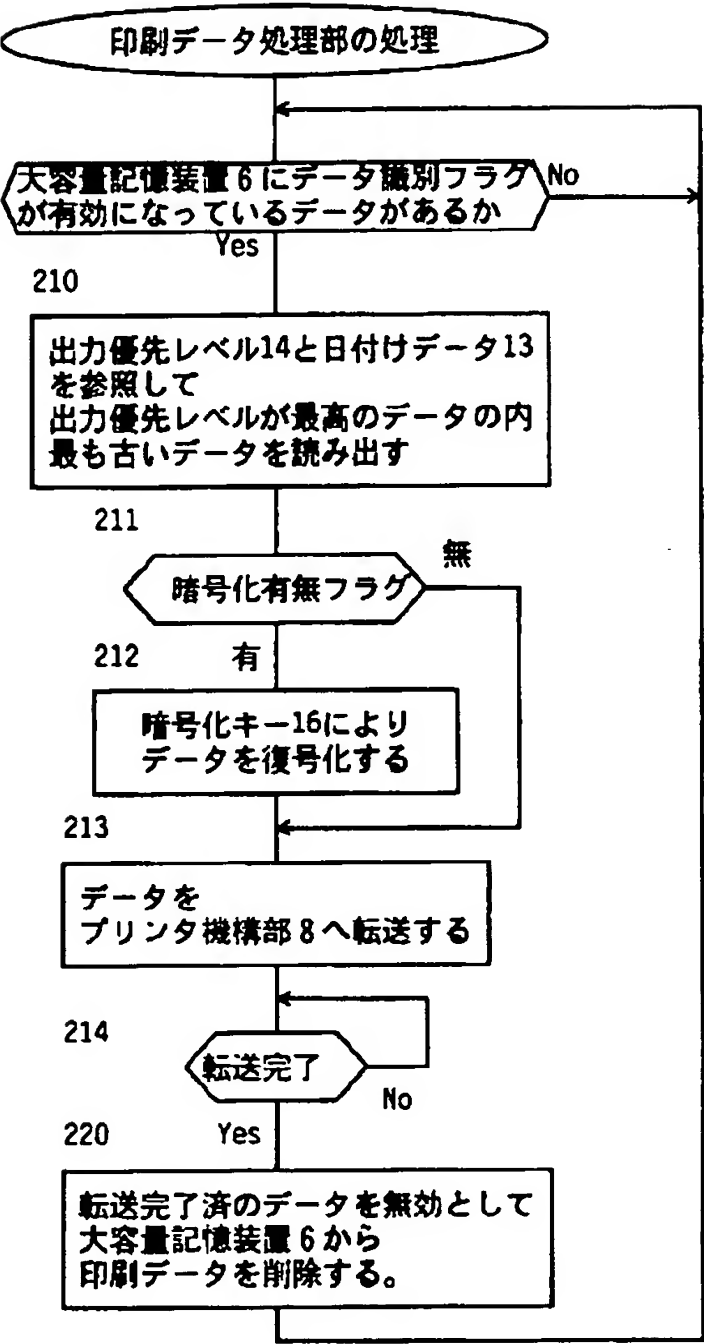 印刷データ処理部の処理
大容量記憶装置6にデータ識別フラグ
が有効になっているデータがあるか
No
Yes
210
出力優先レベル14と日付けデータ13
を参照して
出力優先レベルが最高のデータの内
最も古いデータを読み出す
211
無
暗号化有無フラグ
212
有
暗号化キー16により
データを復号化する
213
データを
プリンタ機構部8へ転送する
214
転送完了
No
220
Yes
転送完了済のデータを無効として
大容量記憶装置6から
印刷データを削除する。